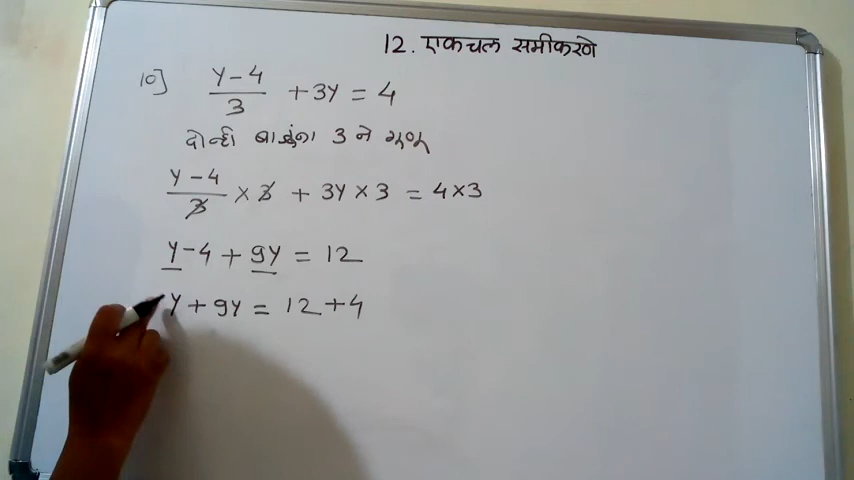 12. एकचल समीकरणे
10] y-4/3 + 3y = 4
दोन्ही बाजूंना 3 ने गुणू
y-4/3 × 3 + 3y × 3 = 4×3
y-4 + 9y = 12
y + 9y = 12+4